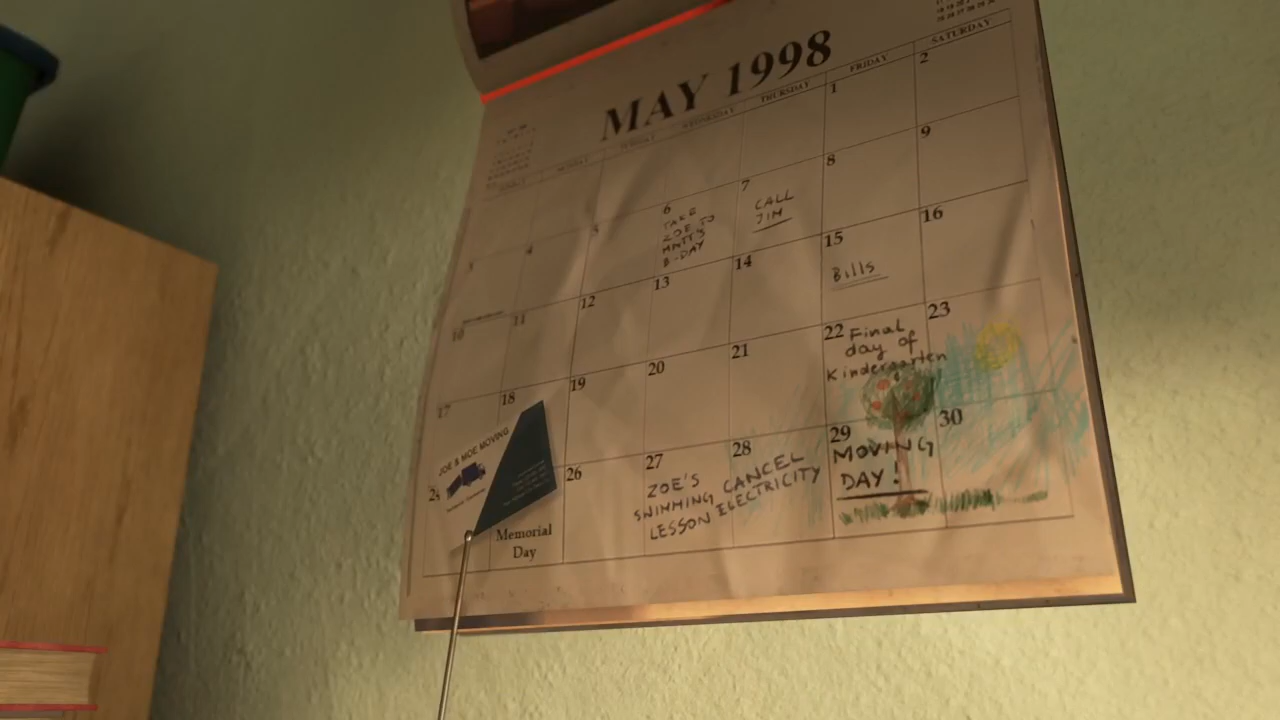 MAY 1998
THURSDAY FRIDAY SATURDAY
1 2
3 4 5 6 7 8 9
TAKE
ZOE TO
MATT'S
B-DAY
CALL
JIM
10 11 12 13 14 15 16
Bills
17 18 19 20 21 22 23
Final
day of
Kindergarten
JOE & MOE MOVING
26 27 28 29 30
Memorial
Day
ZOE'S
SWIMMING
LESSON
CANCEL
ELECTRICITY
MOVING
DAY!